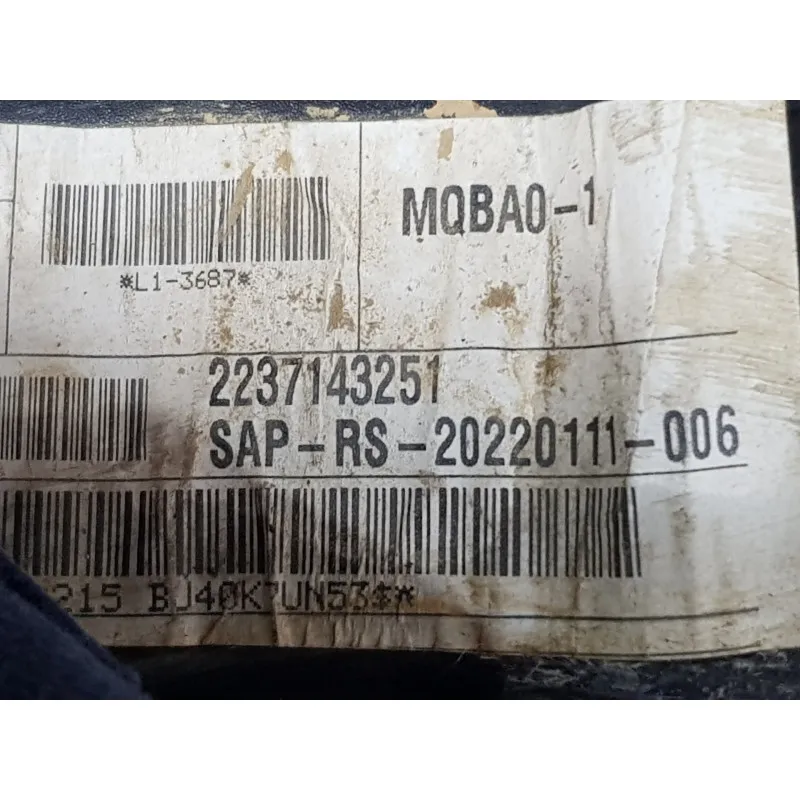 *L1-3687*
MQBA0-1
2237143251
SAP-RS-20220111-006
215 BJ40K7UN53$*